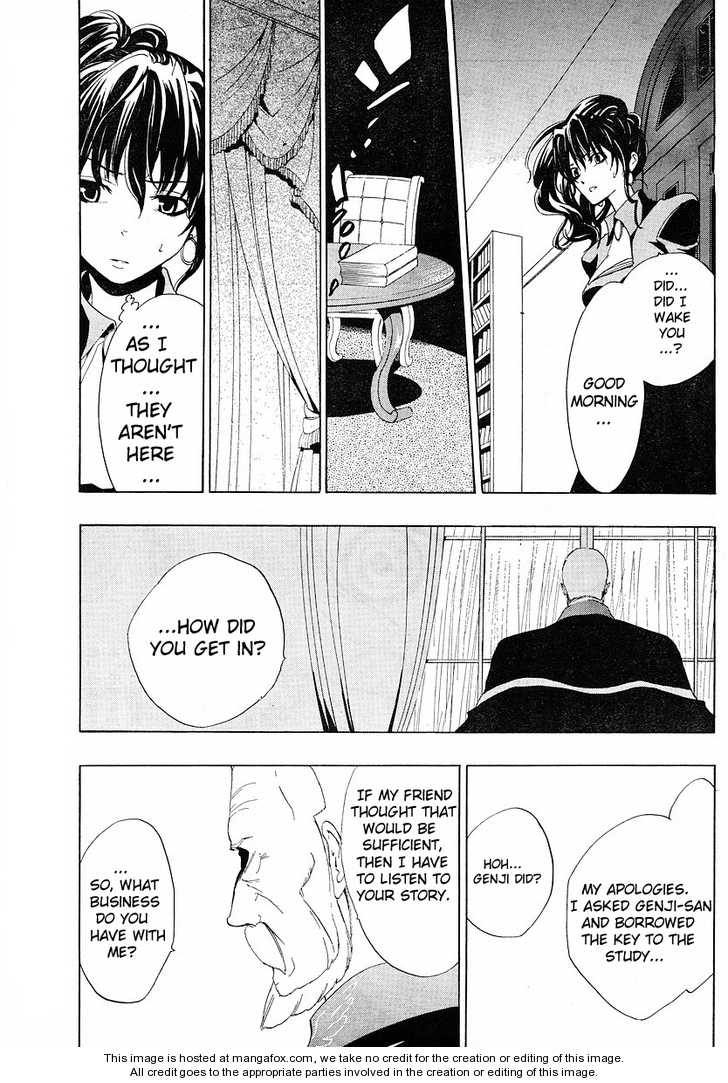 ...
DID...
DID I
WAKE
YOU
...?
GOOD
MORNING
...
...
AS I
THOUGHT
...
THEY
AREN'T
HERE
...
...HOW DID
YOU GET IN?
MY APOLOGIES.
I ASKED GENJI-SAN
AND BORROWED
THE KEY TO THE
STUDY...
HOH...
GENJI DID?
IF MY FRIEND
THOUGHT THAT
WOULD BE
SUFFICIENT,
THEN I HAVE
TO LISTEN TO
YOUR STORY.
...
SO, WHAT
BUSINESS
DO YOU
HAVE WITH
ME?
This image is hosted at mangafox.com, we take no credit for the creation or editing of this image.
All credit goes to the appropriate parties involved in the creation or editing of this image.